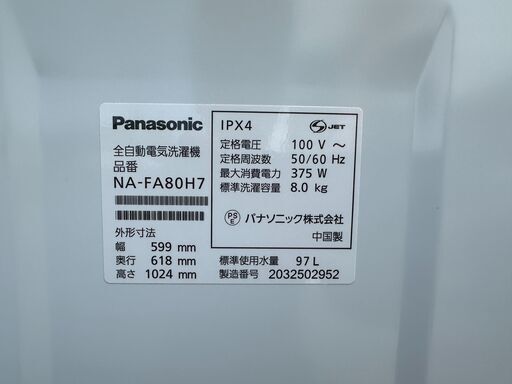 Panasonic
全自動電気洗濯機
品番
NA-FA80H7
外形寸法
幅 599 mm
奥行 618 mm
高さ 1024 mm
IPX4
S JET
定格電圧 100 V ~
定格周波数 50/60 Hz
最大消費電力 375 W
標準洗濯容量 8.0 kg
PSE パナソニック株式会社
中国製
標準使用水量 97 L
製造番号 2032502952